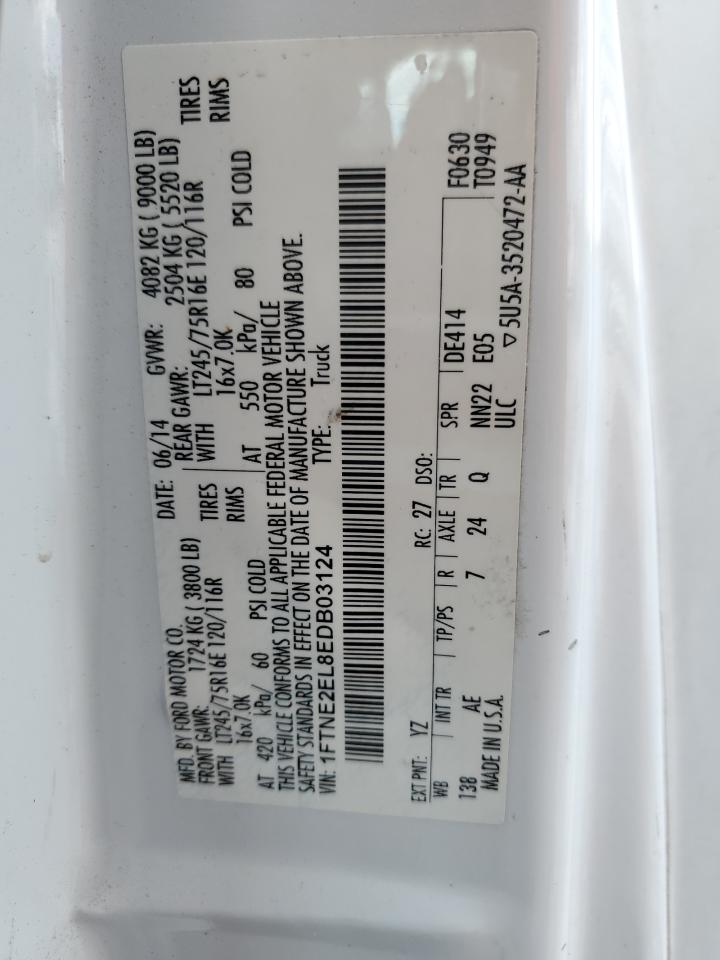 MFD. BY FORD MOTOR CO. DATE: 06/14 GVWR: 4082 KG ( 9000 LB)
FRONT GAWR: 1724 KG ( 3800 LB) REAR GAWR: 2504 KG ( 5520 LB)
WITH LT245/75R16E 120/116R TIRES WITH LT245/75R16E 120/116R TIRES
16x7.0K RIMS 16x7.0K RIMS
AT 420 kPa/ 60 PSI COLD AT 550 kPa/ 80 PSI COLD
THIS VEHICLE CONFORMS TO ALL APPLICABLE FEDERAL MOTOR VEHICLE
SAFETY STANDARDS IN EFFECT ON THE DATE OF MANUFACTURE SHOWN ABOVE.
VIN: 1FTNE2EL8EDB03124 TYPE: Truck
EXT PNT: YZ RC: 27 DSO: F0630
WB INT TR TP/PS R AXLE TR SPR DE414 T0949
138 AE 7 24 Q NN22 E05
MADE IN U.S.A. ULC ▽5U5A-3520472-AA